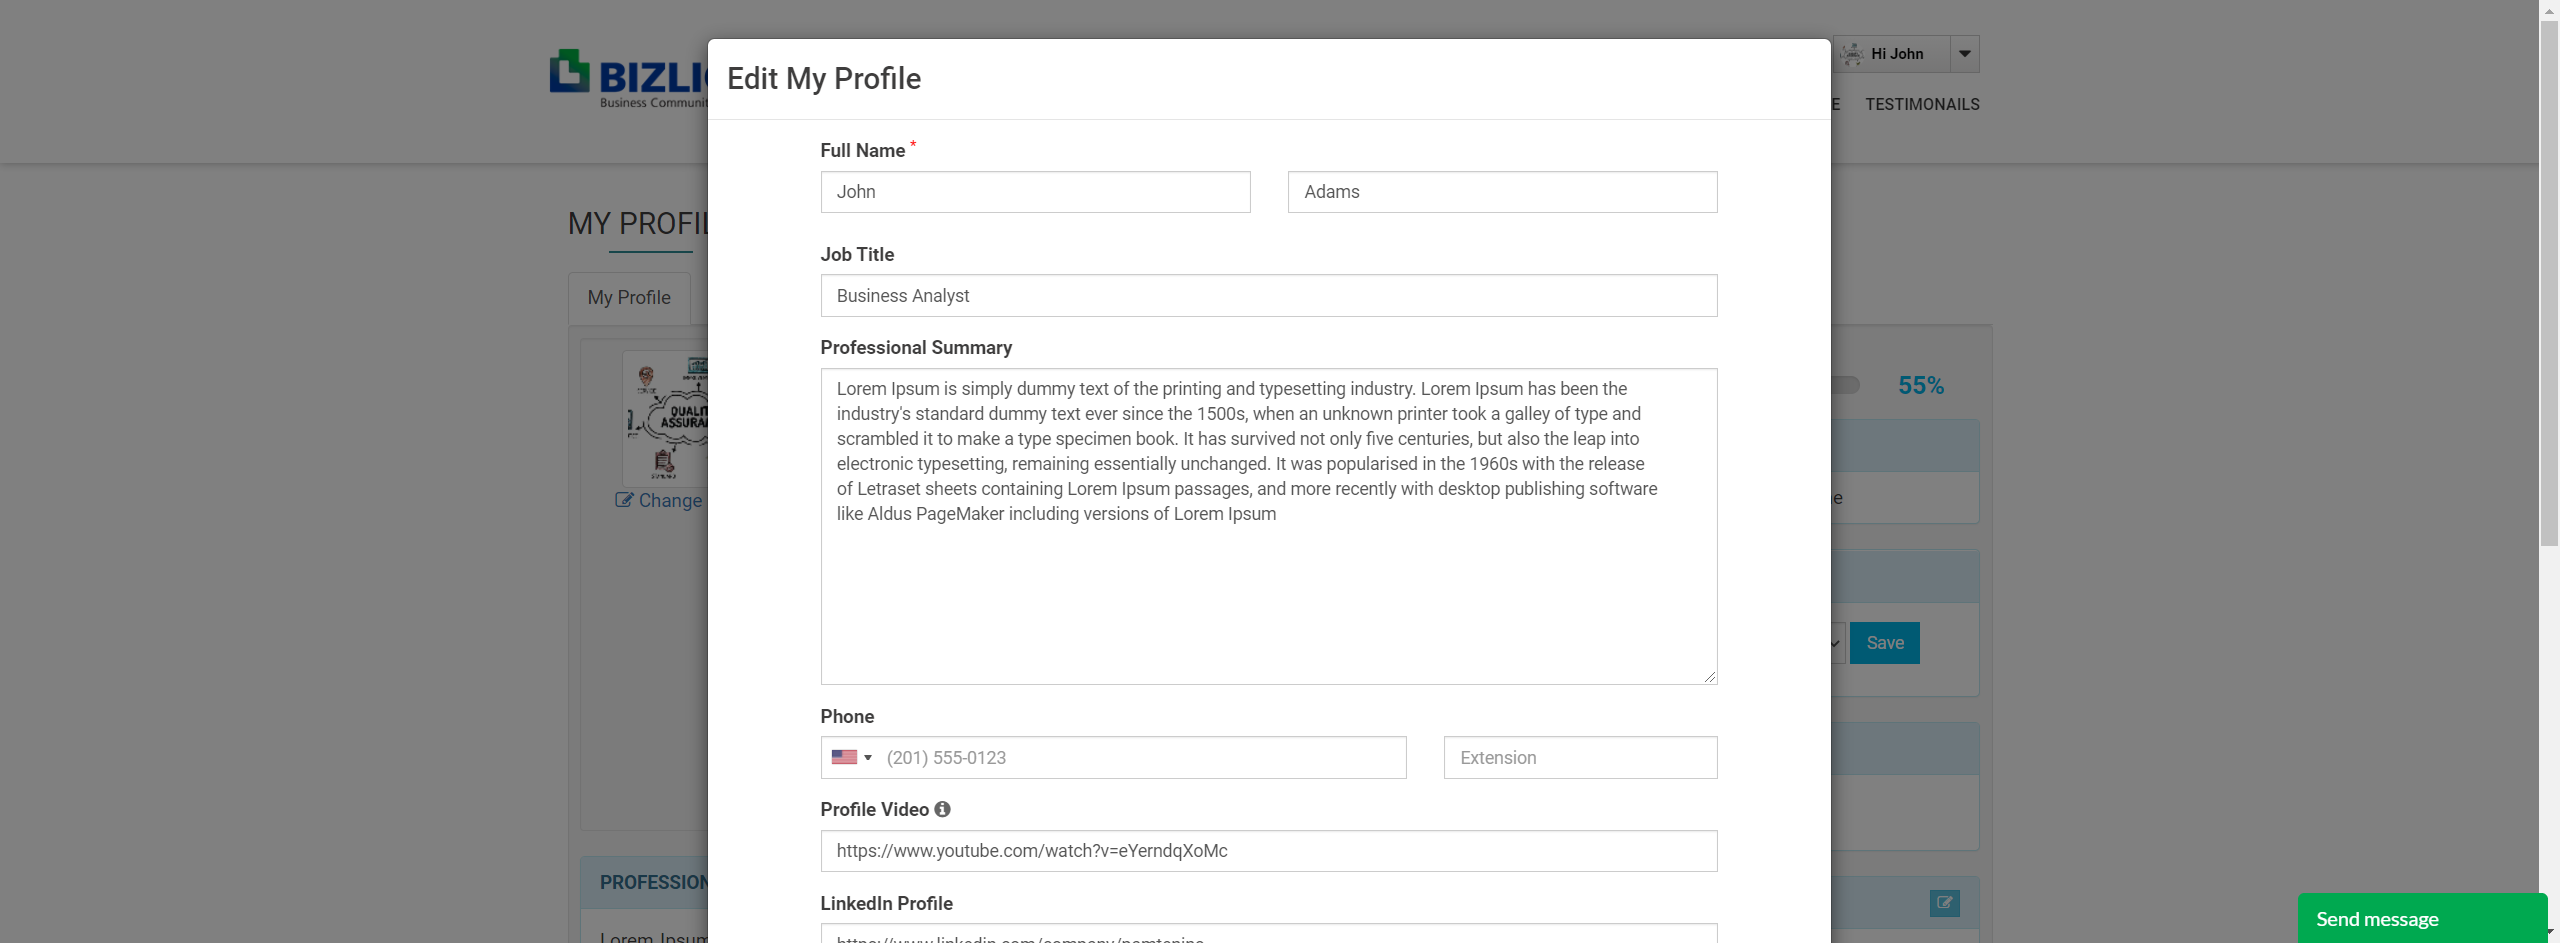 BIZLI
Business Communit
Hi John
E TESTIMONAILS
MY PROFIL
My Profile
QUALIT
ASSURA
Change
55%
e
Save
PROFESSION
Lorem Ipsum
Edit My Profile
Full Name *
John Adams
Job Title
Business Analyst
Professional Summary
Lorem Ipsum is simply dummy text of the printing and typesetting industry. Lorem Ipsum has been the
industry's standard dummy text ever since the 1500s, when an unknown printer took a galley of type and
scrambled it to make a type specimen book. It has survived not only five centuries, but also the leap into
electronic typesetting, remaining essentially unchanged. It was popularised in the 1960s with the release
of Letraset sheets containing Lorem Ipsum passages, and more recently with desktop publishing software
like Aldus PageMaker including versions of Lorem Ipsum
Phone
(201) 555-0123 Extension
Profile Video
https://www.youtube.com/watch?v=eYerndqXoMc
LinkedIn Profile
Send message